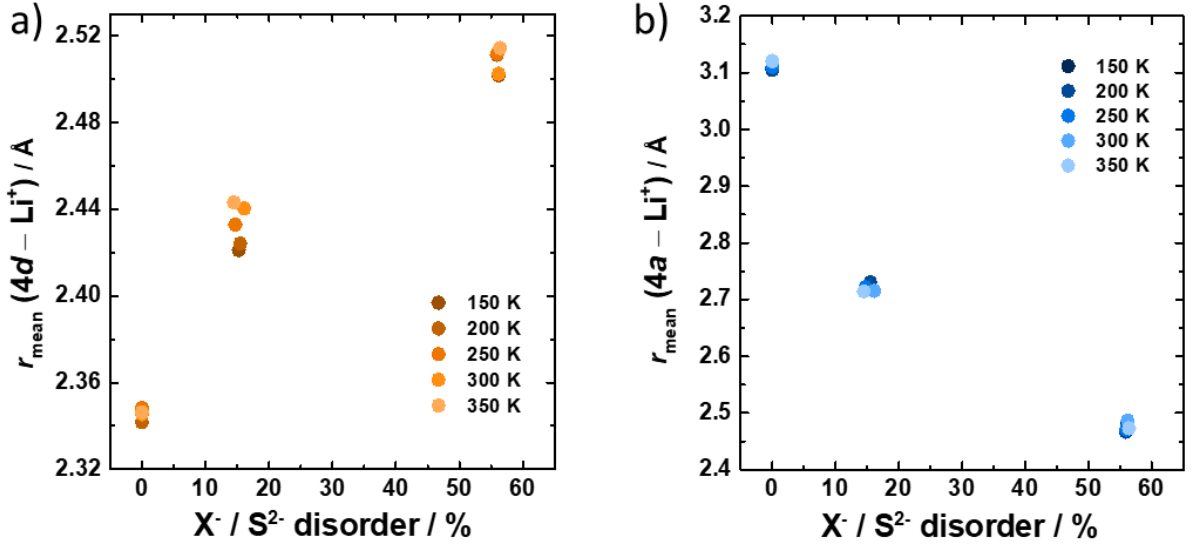 a)
2.52
2.48
2.44
2.40
2.36
2.32
r_mean (4d – Li⁺) / Å
150 K
200 K
250 K
300 K
350 K
0 10 20 30 40 50 60
X⁻ / S²⁻ disorder / %
b)
3.2
3.1
3.0
2.9
2.8
2.7
2.6
2.5
2.4
r_mean (4a – Li⁺) / Å
150 K
200 K
250 K
300 K
350 K
0 10 20 30 40 50 60
X⁻ / S²⁻ disorder / %